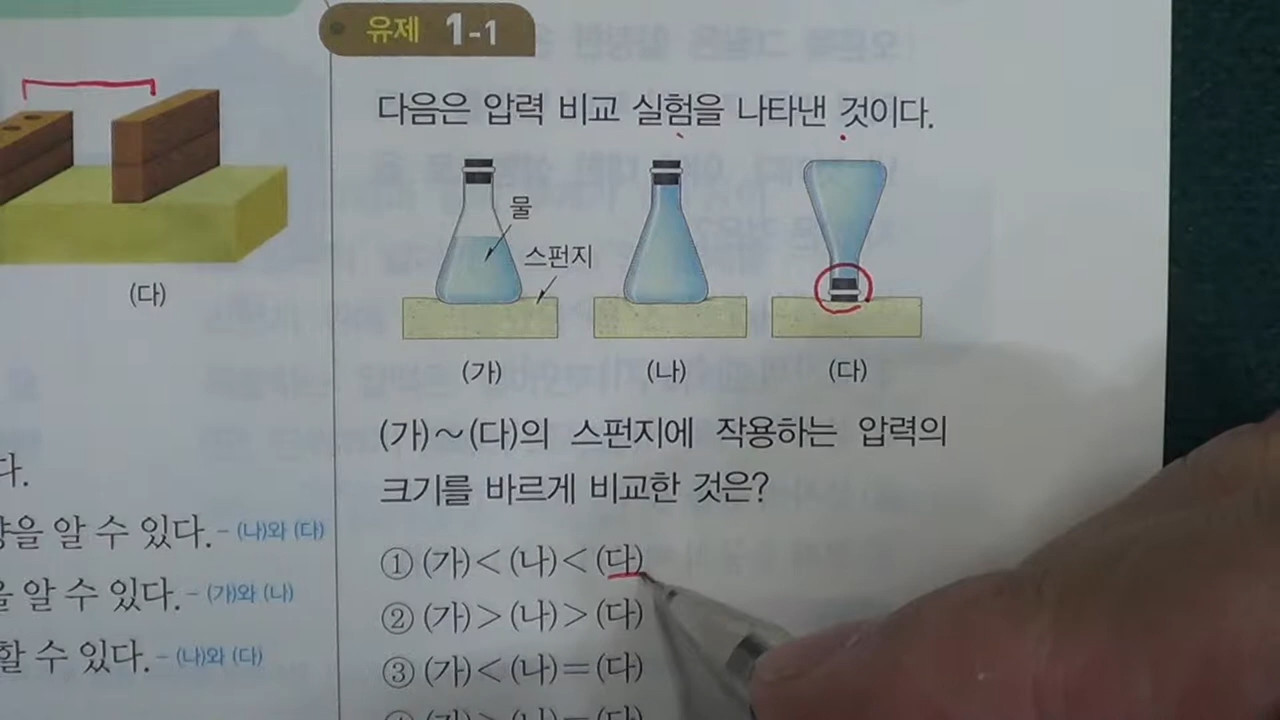 유제 1-1
다음은 압력 비교 실험을 나타낸 것이다.
물
스펀지
(가) (나) (다)
(가)~(다)의 스펀지에 작용하는 압력의
크기를 바르게 비교한 것은?
① (가)<(나)<(다)
② (가)>(나)>(다)
③ (가)<(나)=(다)
(다)
다.
을 알 수 있다. - (나)와 (다)
을 알 수 있다. - (가)와 (나)
할 수 있다. - (나)와 (다)